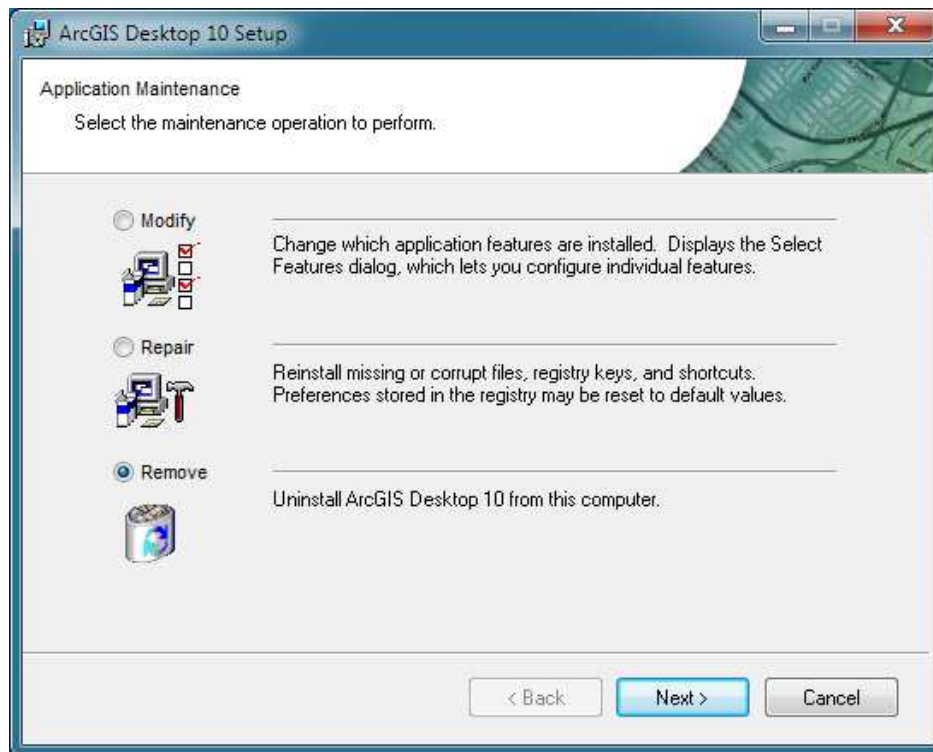 ArcGIS Desktop 10 Setup
Application Maintenance
Select the maintenance operation to perform.
Modify
Change which application features are installed.  Displays the Select
Features dialog, which lets you configure individual features.
Repair
Reinstall missing or corrupt files, registry keys, and shortcuts.
Preferences stored in the registry may be reset to default values.
Remove
Uninstall ArcGIS Desktop 10 from this computer.
< Back
Next >
Cancel